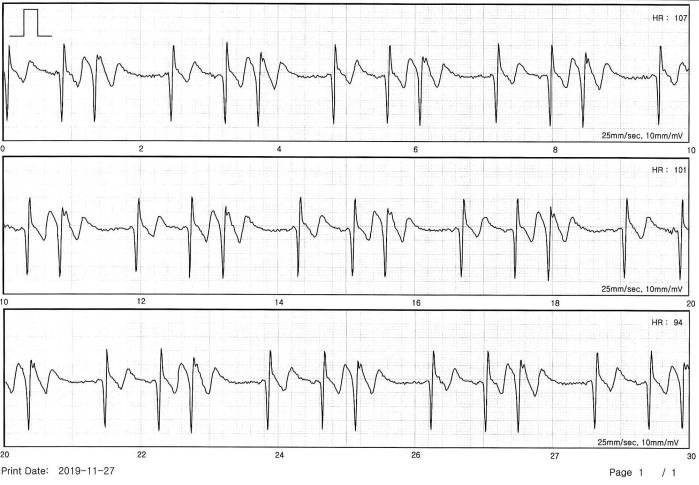 HR : 107
25mm/sec, 10mm/mV
0 2 4 6 8 10
HR : 101
25mm/sec, 10mm/mV
10 12 14 16 18 20
HR : 94
25mm/sec, 10mm/mV
20 22 24 26 28 30
Print Date: 2019-11-27
Page 1 / 1